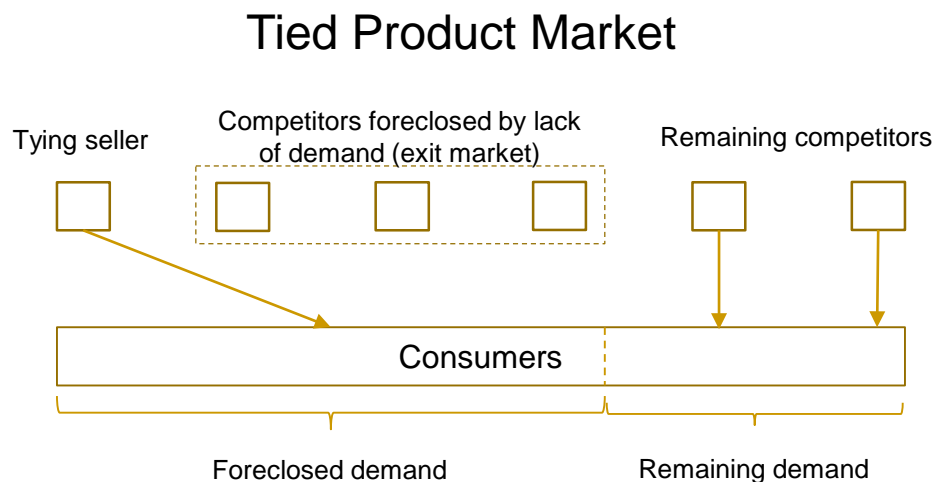 Tied Product Market
Tying seller
Competitors foreclosed by lack
of demand (exit market)
Remaining competitors
Consumers
Foreclosed demand
Remaining demand